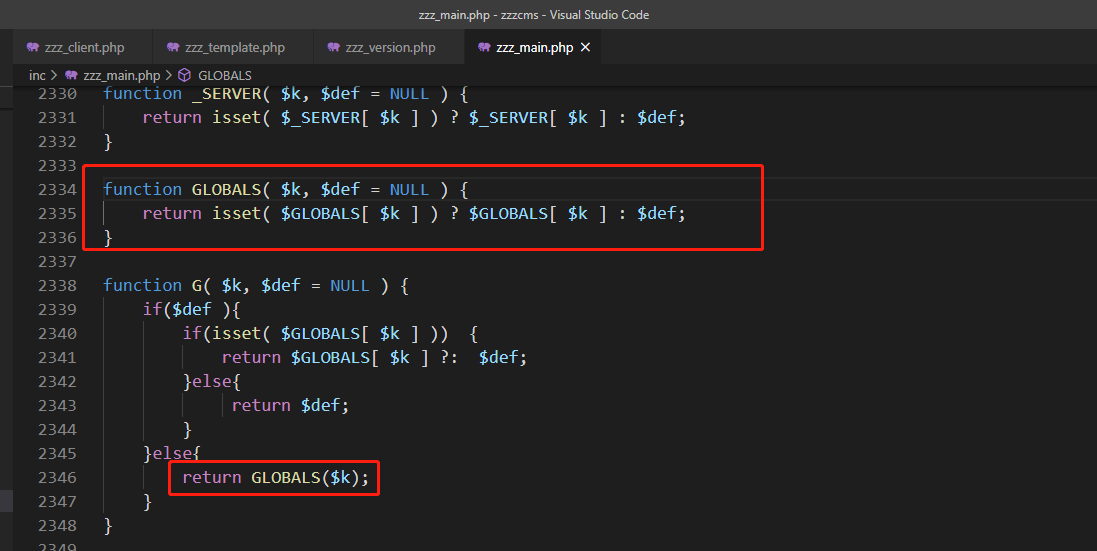 zzz_main.php - zzzcms - Visual Studio Code
zzz_client.php zzz_template.php zzz_version.php zzz_main.php ×
inc > zzz_main.php > GLOBALS
2330 function _SERVER( $k, $def = NULL ) {
2331     return isset( $_SERVER[ $k ] ) ? $_SERVER[ $k ] : $def;
2332 }
2333
2334 function GLOBALS( $k, $def = NULL ) {
2335     return isset( $GLOBALS[ $k ] ) ? $GLOBALS[ $k ] : $def;
2336 }
2337
2338 function G( $k, $def = NULL ) {
2339     if($def ){
2340         if(isset( $GLOBALS[ $k ] ))  {
2341             return $GLOBALS[ $k ] ?:  $def;
2342         }else{
2343              return $def;
2344         }
2345     }else{
2346         return GLOBALS($k);
2347     }
2348 }
2349